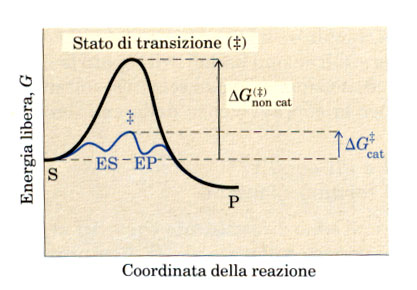 Stato di transizione (‡)
Energia libera, G
ΔG(‡)
non cat
‡
ΔG‡
cat
ES
EP
S
P
Coordinata della reazione